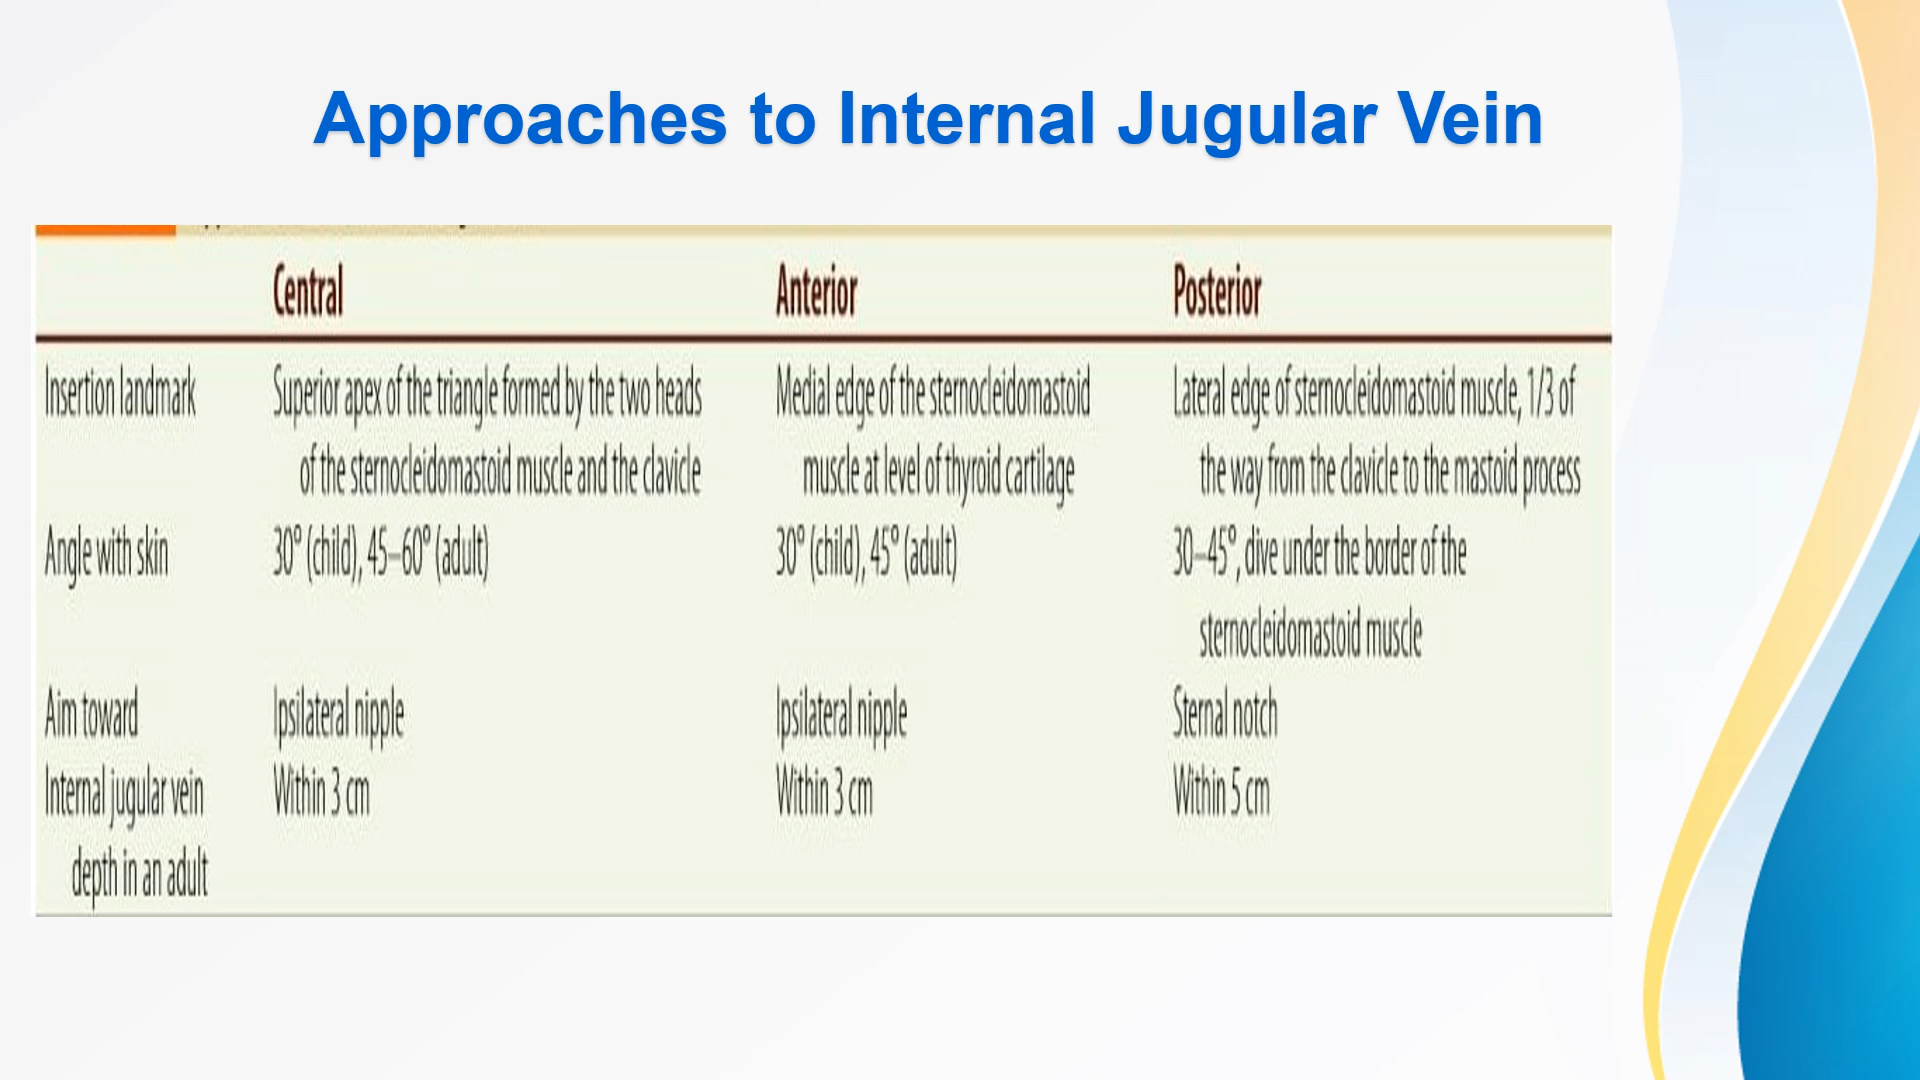 Approaches to Internal Jugular Vein
Central Anterior Posterior
Insertion landmark Superior apex of the triangle formed by the two heads Medial edge of the sternocleidomastoid Lateral edge of sternocleidomastoid muscle, 1/3 of
of the sternocleidomastoid muscle and the clavicle muscle at level of thyroid cartilage the way from the clavicle to the mastoid process
Angle with skin 30° (child), 45–60° (adult) 30° (child), 45° (adult) 30–45°, dive under the border of the
sternocleidomastoid muscle
Aim toward Ipsilateral nipple Ipsilateral nipple Sternal notch
Internal jugular vein Within 3 cm Within 3 cm Within 5 cm
depth in an adult